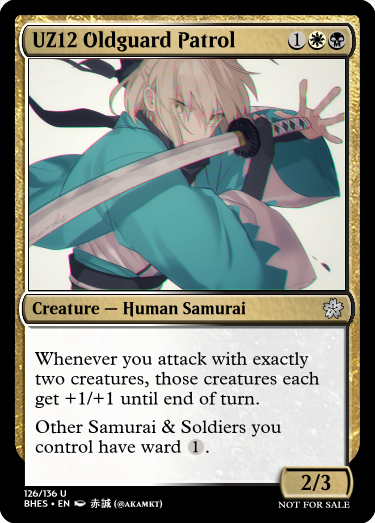 UZ12 Oldguard Patrol 1
Creature — Human Samurai
Whenever you attack with exactly
two creatures, those creatures each
get +1/+1 until end of turn.
Other Samurai & Soldiers you
control have ward 1.
2/3
126/136 U
BHES • EN 赤誠 (@AKAMKT)
NOT FOR SALE